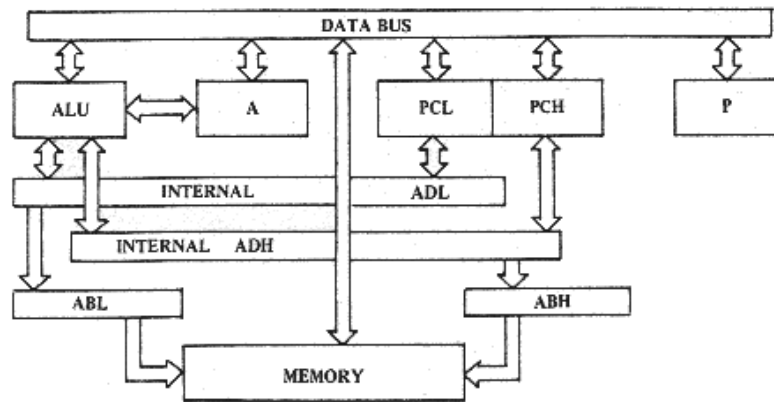 DATA BUS
ALU
A
PCL
PCH
P
INTERNAL ADL
INTERNAL ADH
ABL
ABH
MEMORY